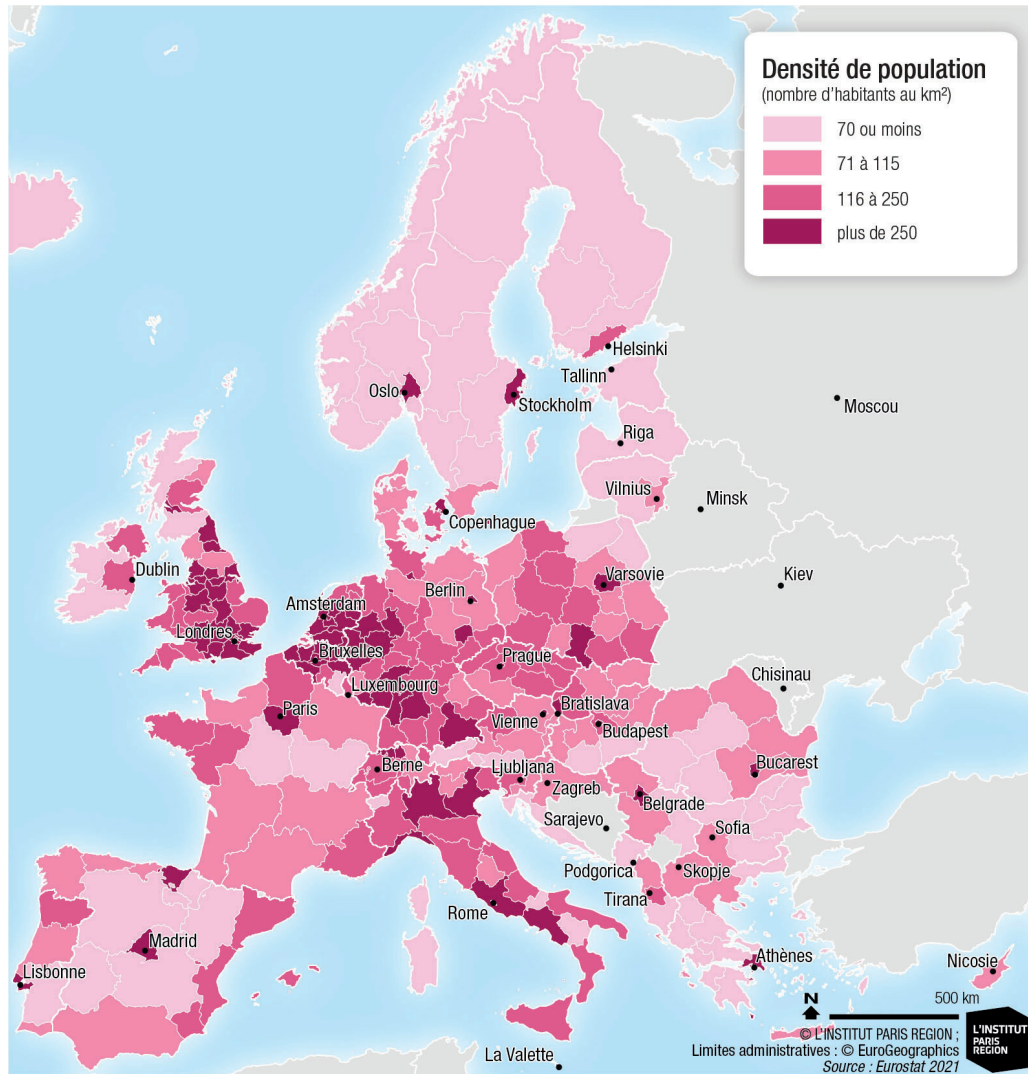 Densité de population
(nombre d'habitants au km²)
70 ou moins
71 à 115
116 à 250
plus de 250
Helsinki
Tallinn
Oslo
Stockholm
Moscou
Riga
Vilnius
Minsk
Copenhague
Dublin
Varsovie
Kiev
Berlin
Amsterdam
Londres
Bruxelles
Prague
Chisinau
Luxembourg
Paris
Bratislava
Vienne
Budapest
Berne
Ljubljana
Bucarest
Zagreb
Belgrade
Sarajevo
Sofia
Podgorica
Skopje
Tirana
Rome
Madrid
Athènes
Lisbonne
Nicosie
N
500 km
© L'INSTITUT PARIS REGION ;
Limites administratives : © EuroGeographics
Source : Eurostat 2021
L'INSTITUT
PARIS
REGION
La Valette